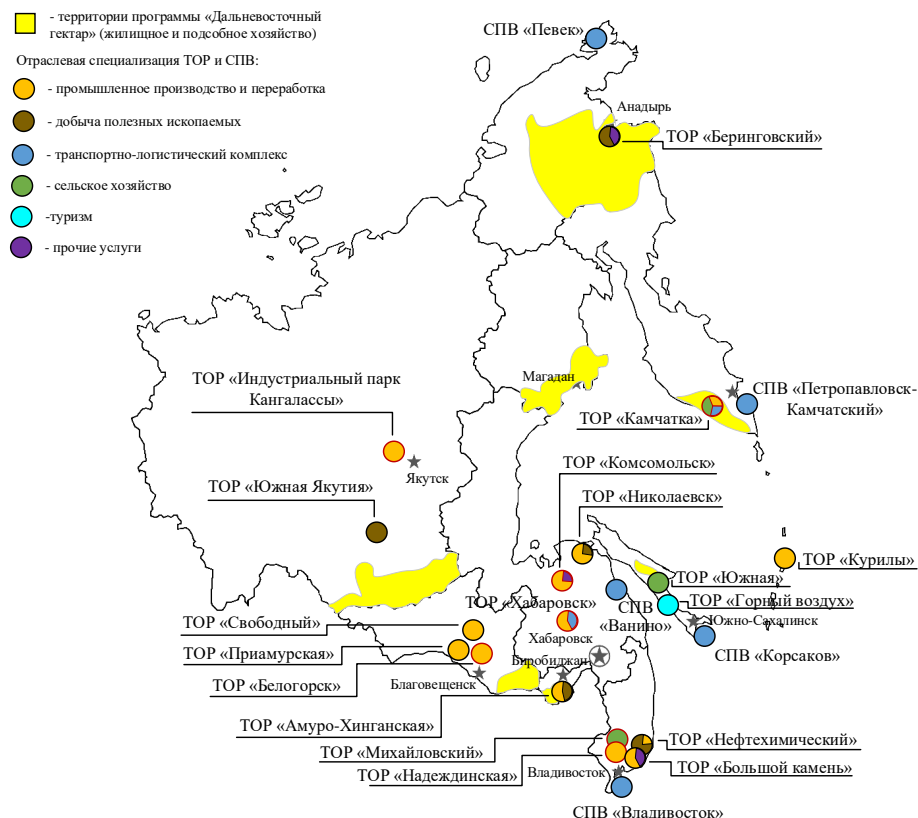 - территории программы «Дальневосточный
гектар» (жилищное и подсобное хозяйство)
Отраслевая специализация ТОР и СПВ:
- промышленное производство и переработка
- добыча полезных ископаемых
- транспортно-логистический комплекс
- сельское хозяйство
-туризм
- прочие услуги
СПВ «Певек»
Анадырь
ТОР «Беринговский»
Магадан
ТОР «Индустриальный парк
Кангалассы»
СПВ «Петропавловск-
Камчатский»
ТОР «Камчатка»
ТОР «Комсомольск»
Якутск
ТОР «Южная Якутия»
ТОР «Николаевск»
ТОР «Курилы»
ТОР «Южная»
ТОР «Хабаровск»
СПВ
«Ванино»
ТОР «Горный воздух»
Южно-Сахалинск
ТОР «Свободный»
Хабаровск
СПВ «Корсаков»
ТОР «Приамурская»
Биробиджан
ТОР «Белогорск»
Благовещенск
ТОР «Амуро-Хинганская»
ТОР «Михайловский»
ТОР «Нефтехимический»
ТОР «Надеждинская»
Владивосток
ТОР «Большой камень»
СПВ «Владивосток»